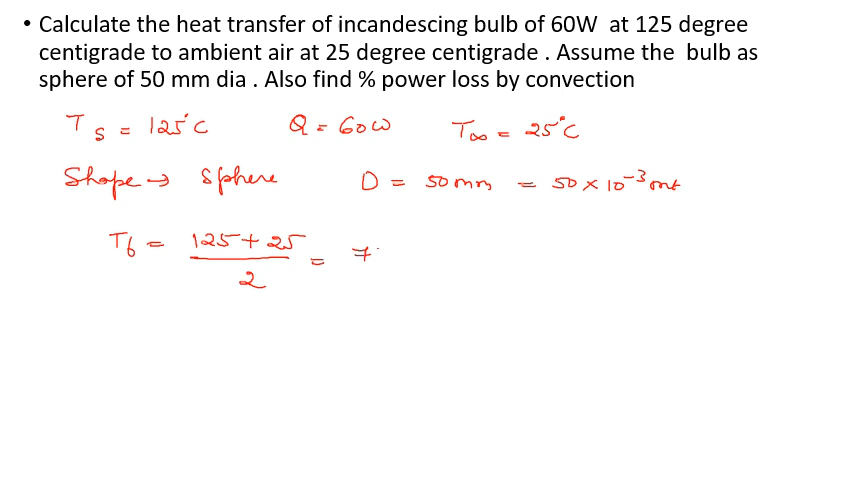 • Calculate the heat transfer of incandescing bulb of 60W at 125 degree
centigrade to ambient air at 25 degree centigrade . Assume the bulb as
sphere of 50 mm dia . Also find % power loss by convection
Ts = 125°C Q = 60W T∞ = 25°C
Shape → Sphere D = 50mm = 50 × 10⁻³ mt
Tf = (125 + 25)/2 = 7